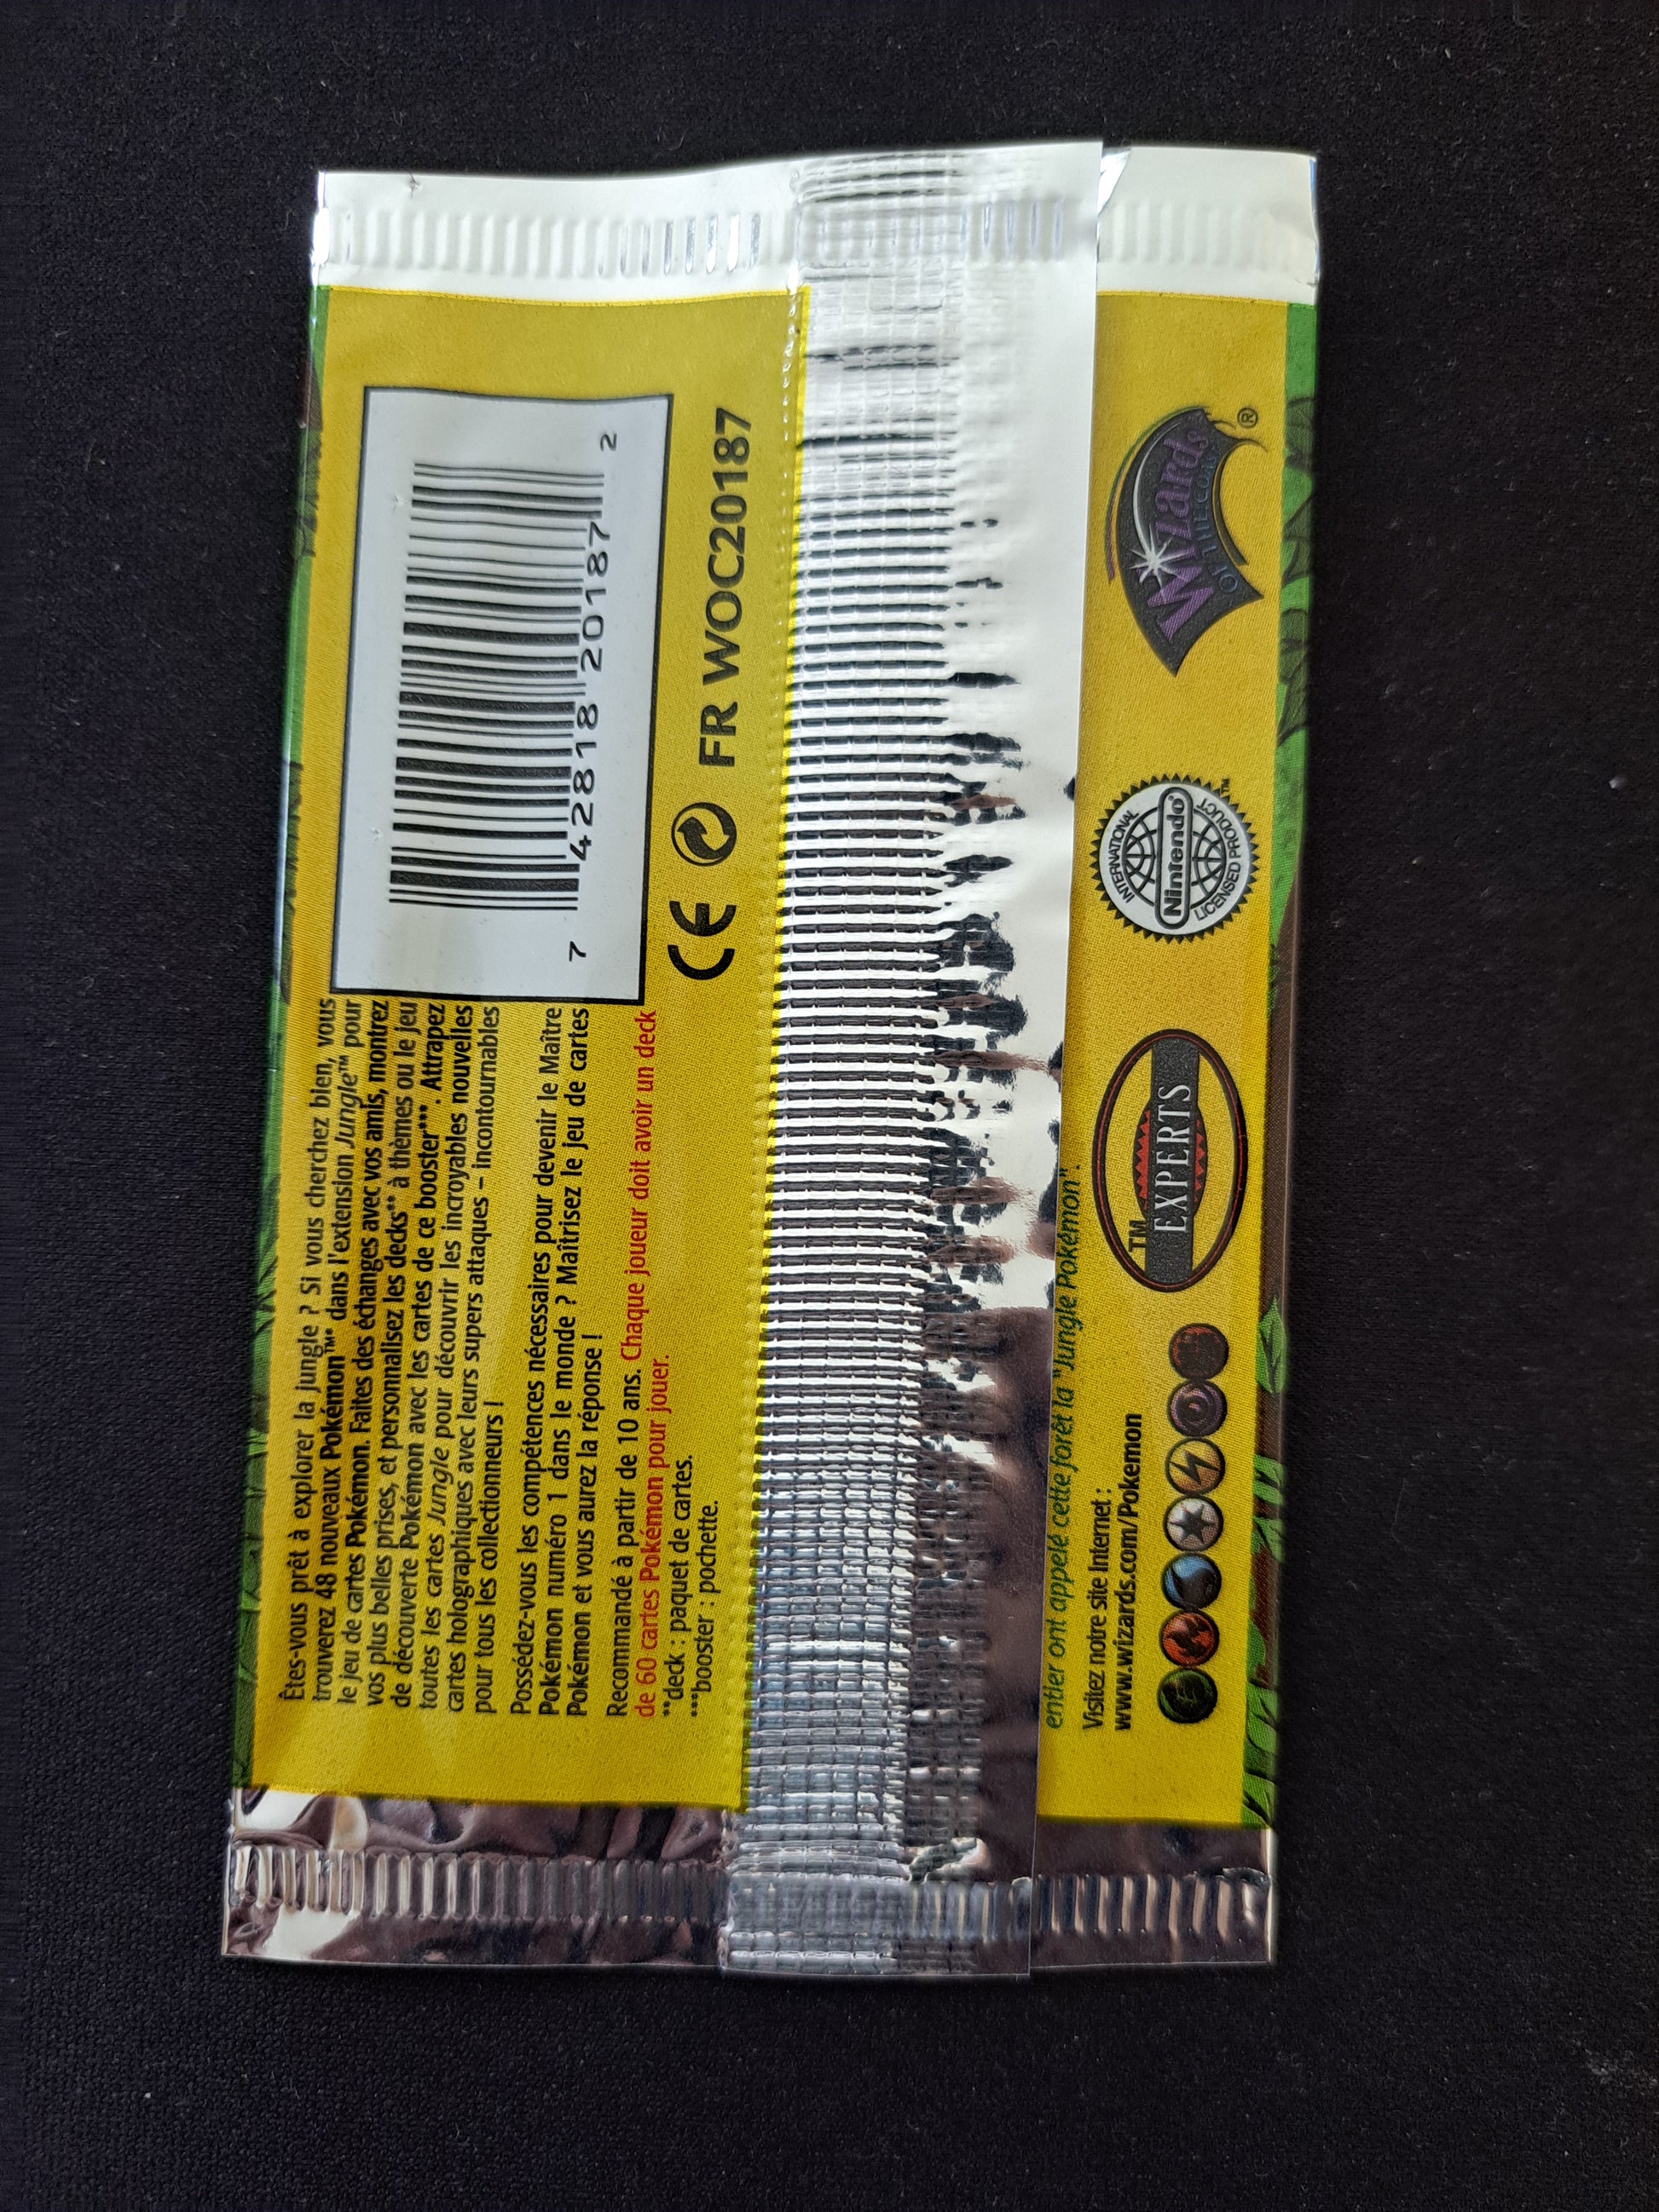 Êtes-vous prêt à explorer la jungle ? Si vous cherchez bien, vous
trouverez 48 nouveaux Pokémon™* dans l'extension Jungle™ pour
le jeu de cartes Pokémon. Faites des échanges avec vos amis, montrez
vos plus belles prises, et personnalisez les decks** à thèmes ou le jeu
de découverte Pokémon avec les cartes de ce booster***. Attrapez
toutes les cartes Jungle pour découvrir les incroyables nouvelles
cartes holographiques avec leurs supers attaques – incontournables
pour tous les collectionneurs !
Possédez-vous les compétences nécessaires pour devenir le Maître
Pokémon numéro 1 dans le monde ? Maîtrisez le jeu de cartes
Pokémon et vous aurez la réponse !
Recommandé à partir de 10 ans. Chaque jouer doit avoir un deck
de 60 cartes Pokémon pour jouer.
**deck : paquet de cartes.
***booster : pochette.
7 42818 20187 2
CE FR WOC20187
entier ont appelé cette forêt la "Jungle Pokémon".
Visitez notre site Internet :
www.wizards.com/Pokemon
™
EXPERTS
INTERNATIONAL
Nintendo®
LICENSED PRODUCT™
Wizards
OF THE COAST
®